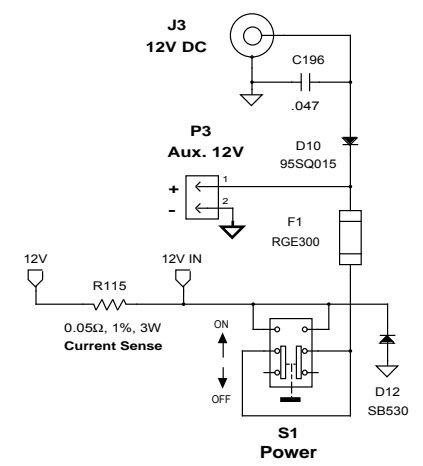 J3
12V DC
C196
.047
D10
95SQ015
P3
Aux. 12V
+
1
-
2
F1
RGE300
12V
12V IN
R115
0.05Ω, 1%, 3W
Current Sense
ON
OFF
D12
SB530
S1
Power